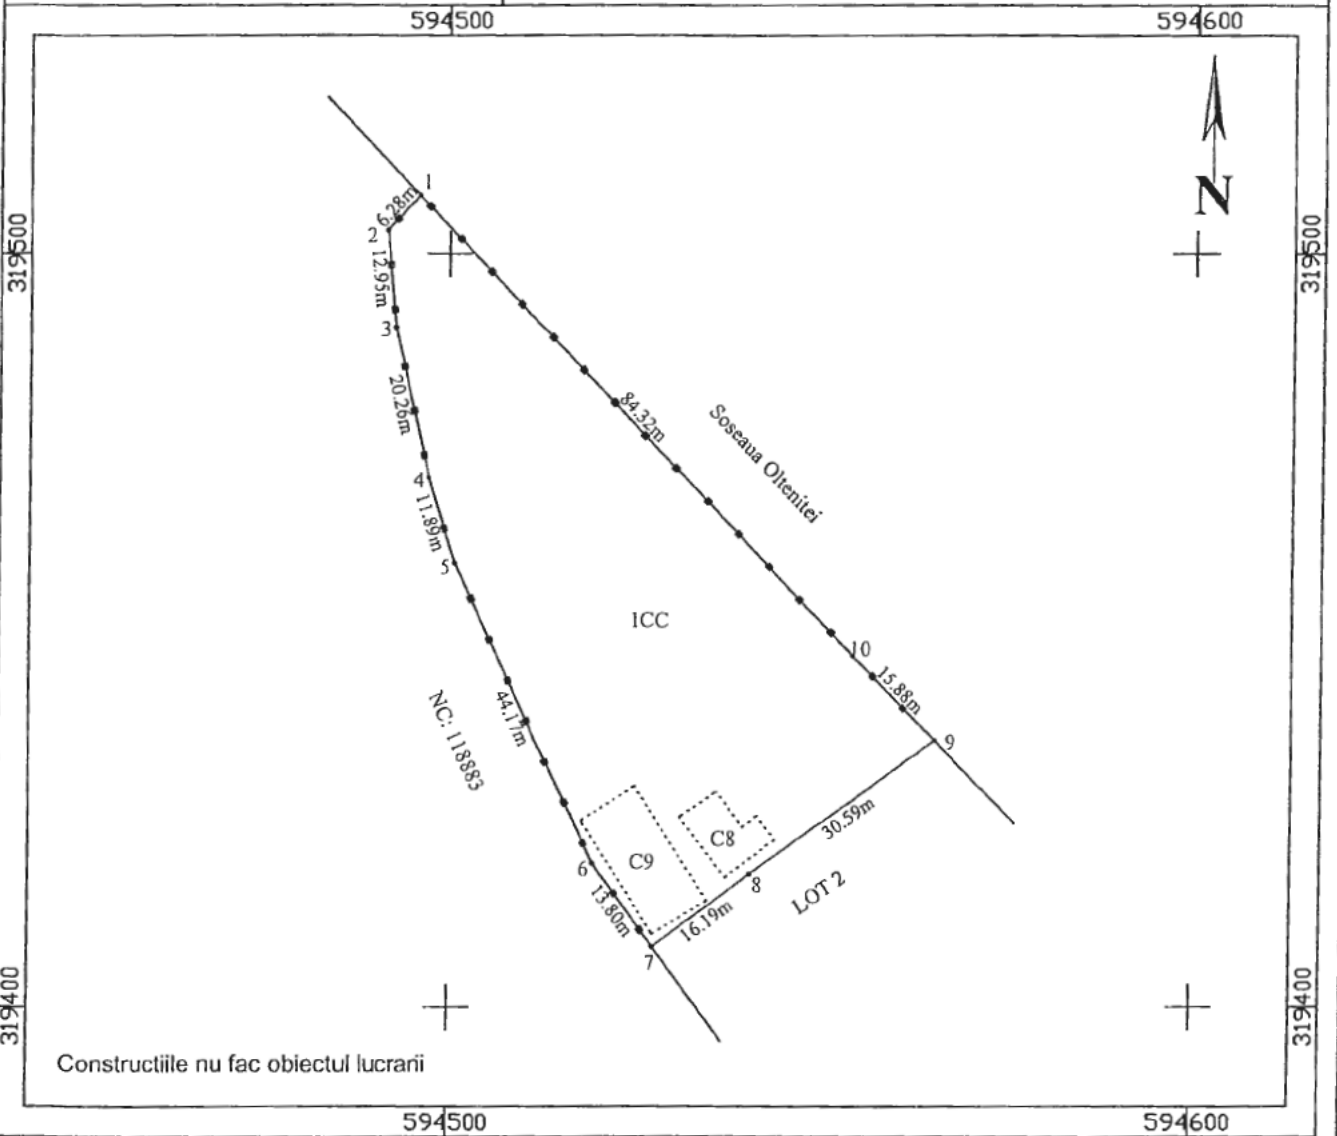 594500
594600
N
319500
319500
1
6.28m
2
12.95m
3
20.26m
84.32m
Soseaua Oltenitei
4
11.89m
5
1CC
10
15.88m
9
NC: 118883
44.17m
30.59m
C8
C9
6
8
LOT 2
13.80m
16.19m
7
319400
319400
Constructiile nu fac obiectul lucrarii
594500
594600